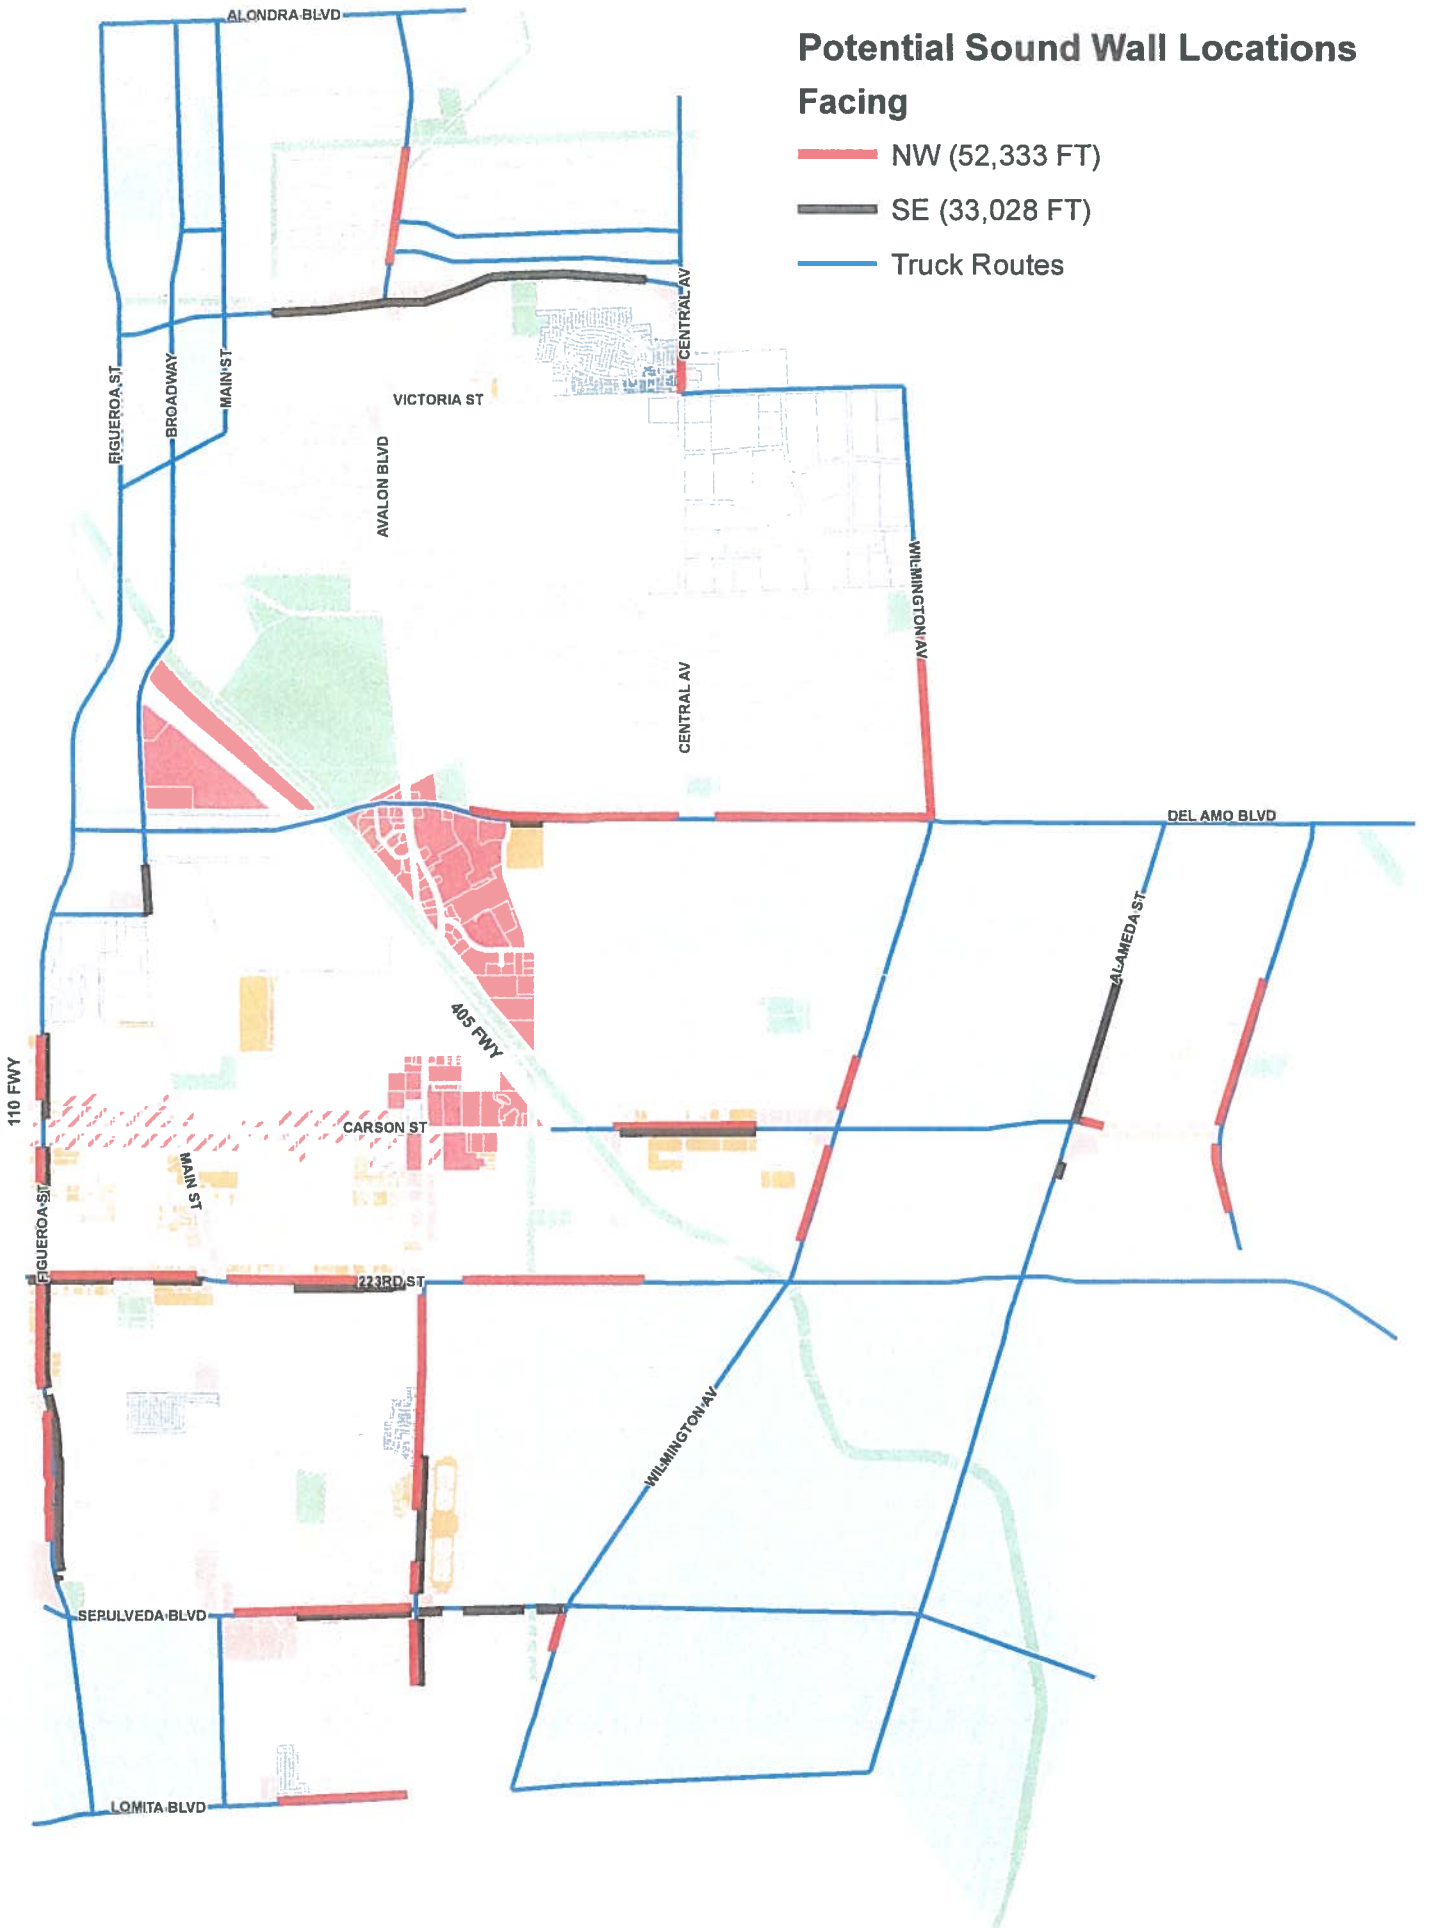 ALONDRA BLVD
Potential Sound Wall Locations
Facing
NW (52,333 FT)
SE (33,028 FT)
Truck Routes
CENTRAL AV
FIGUEROA ST
BROADWAY
MAIN ST
VICTORIA ST
AVALON BLVD
WILMINGTON AV
CENTRAL AV
DEL AMO BLVD
ALAMEDA ST
405 FWY
110 FWY
CARSON ST
MAIN ST
FIGUEROA ST
223RD ST
WILMINGTON AV
SEPULVEDA BLVD
LOMITA BLVD